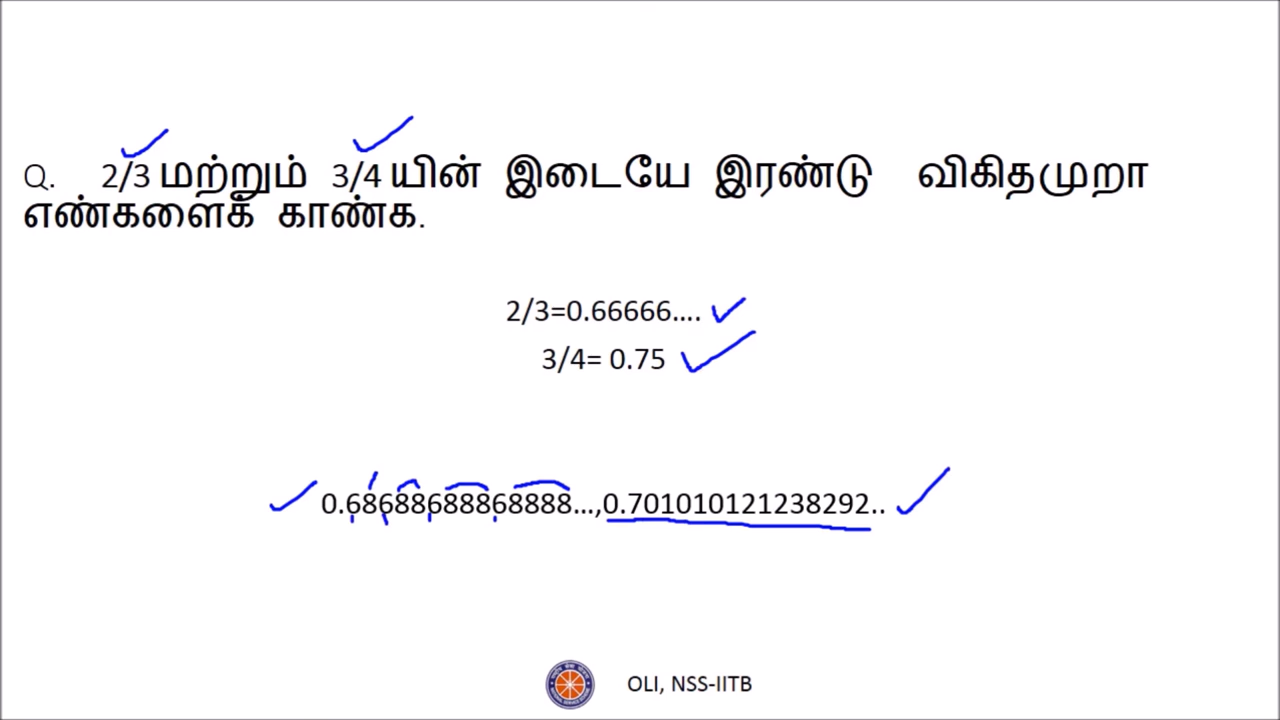 Q. 2/3 மற்றும் 3/4 யின் இடையே இரண்டு விகிதமுறா
எண்களைக் காண்க.
2/3=0.66666....
3/4= 0.75
0.68688688868888...,0.701010121238292..
OLI, NSS-IITB